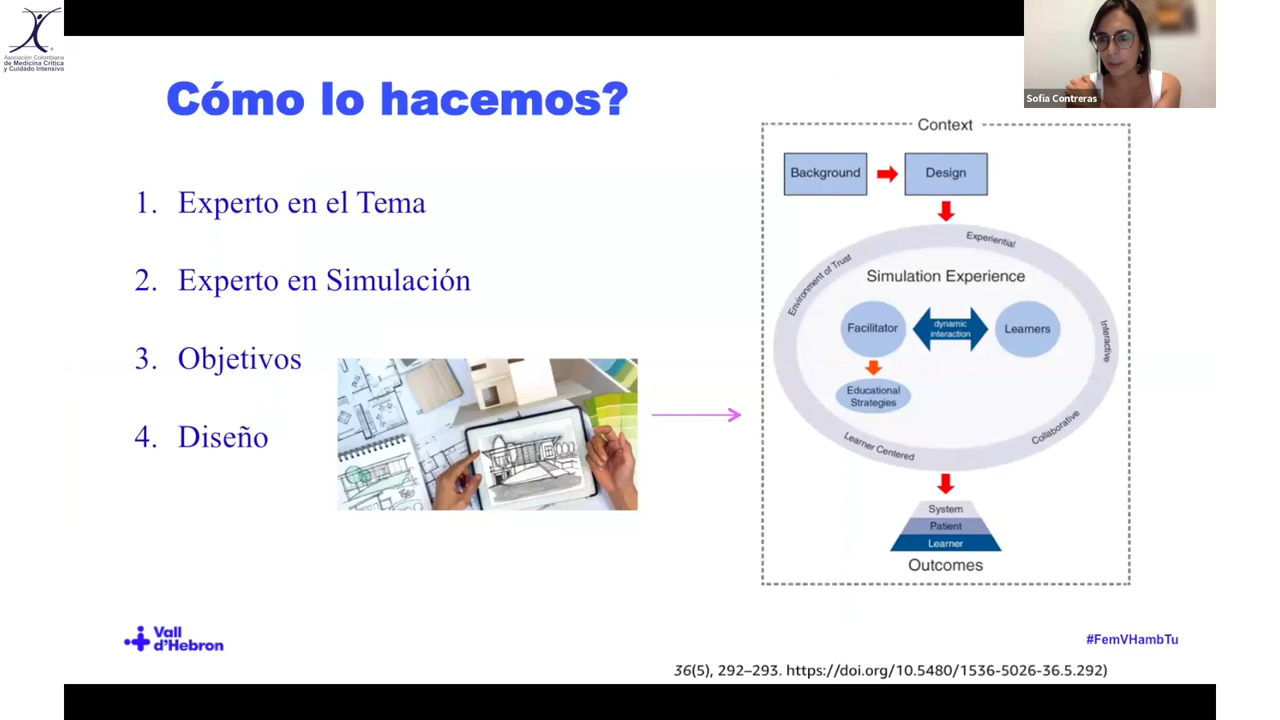 Asociación Colombiana
de Medicina Crítica
y Cuidado Intensivo
Sofia Contreras
Cómo lo hacemos?
1. Experto en el Tema
2. Experto en Simulación
3. Objetivos
4. Diseño
Context
Background
Design
Experiential
Environment of Trust
Simulation Experience
Facilitator
dynamic
interaction
Learners
Interactive
Educational
Strategies
Collaborative
Learner Centered
System
Patient
Learner
Outcomes
Vall
d'Hebron
#FemVHambTu
36(5), 292–293. https://doi.org/10.5480/1536-5026-36.5.292)